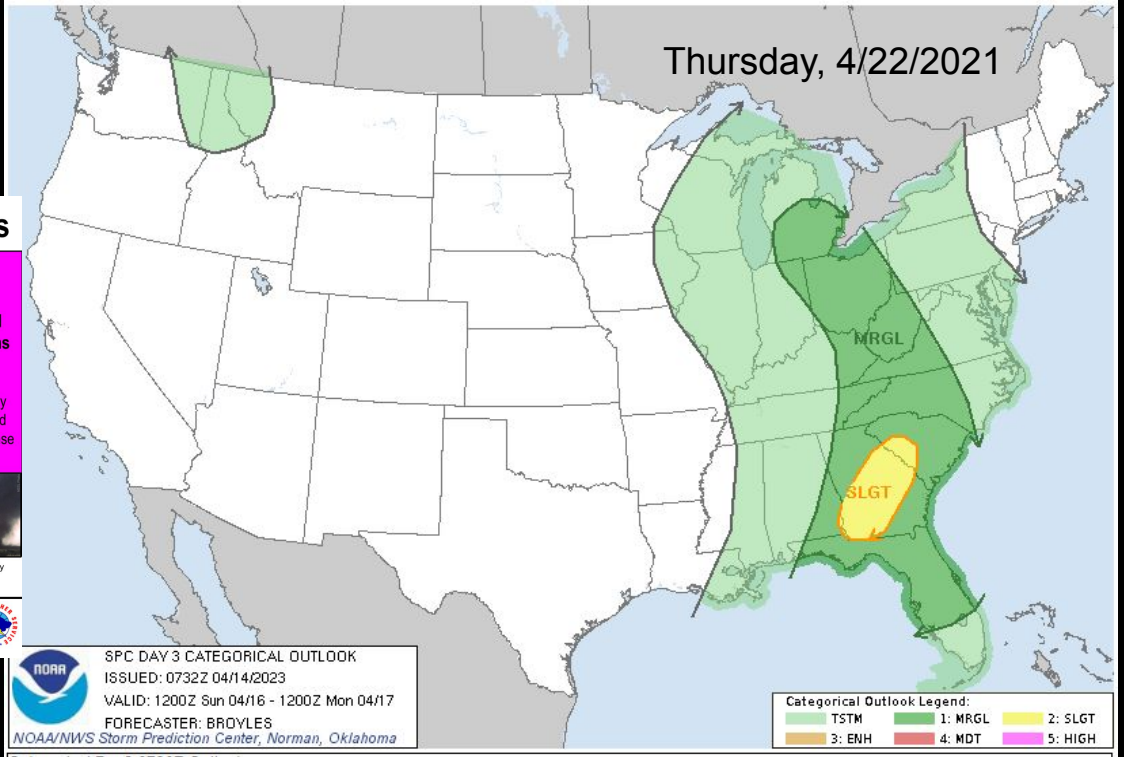 Thursday, 4/22/2021
MRGL
SLGT
NOAA
SPC DAY 3 CATEGORICAL OUTLOOK
ISSUED: 0732Z 04/14/2023
VALID: 1200Z Sun 04/16 - 1200Z Mon 04/17
FORECASTER: BROYLES
NOAA/NWS Storm Prediction Center, Norman, Oklahoma
Categorical Outlook Legend:
TSTM 1: MRGL 2: SLGT
3: ENH 4: MDT 5: HIGH